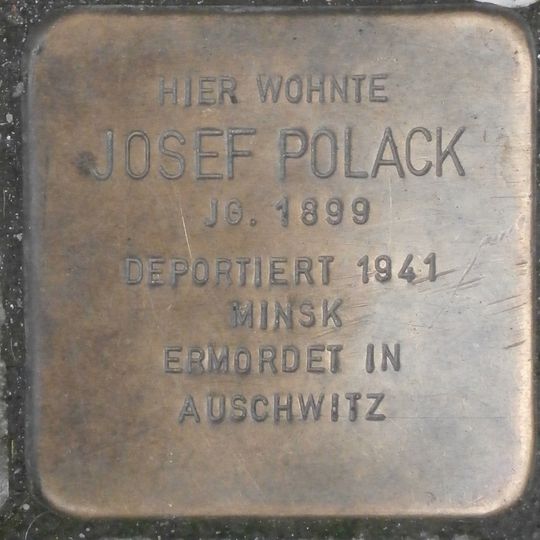 HIER WOHNTE
JOSEF POLACK
JG. 1899
DEPORTIERT 1941
MINSK
ERMORDET IN
AUSCHWITZ